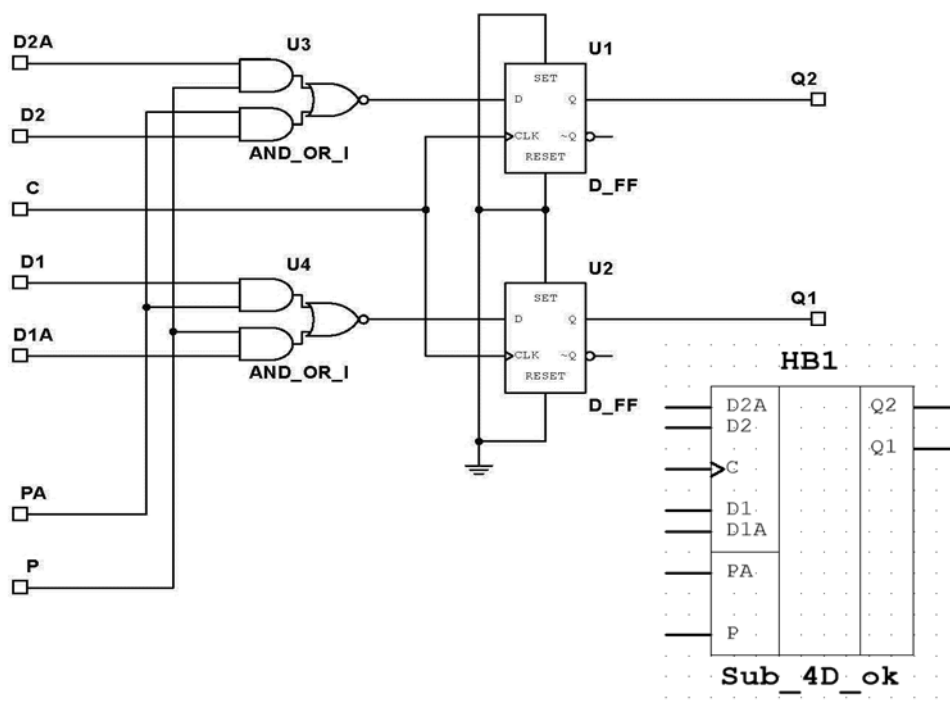 D2A
U3
U1
SET
D
Q
Q2
D2
CLK
~Q
AND_OR_I
RESET
C
D_FF
D1
U4
U2
SET
D
Q
Q1
D1A
CLK
~Q
AND_OR_I
RESET
HB1
D_FF
D2A
Q2
D2
Q1
C
PA
D1
D1A
P
PA
P
Sub_4D_ok